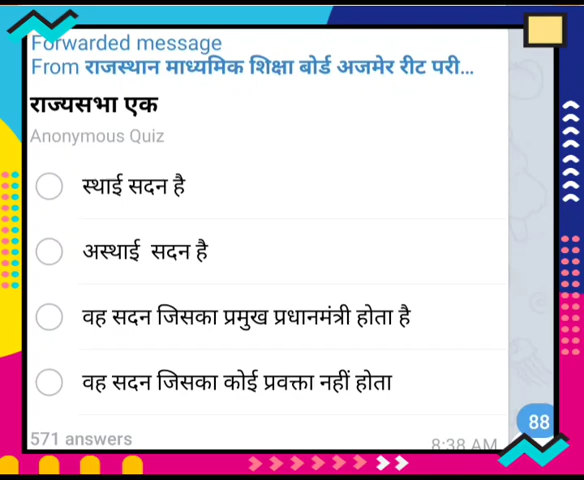 Forwarded message
From राजस्थान माध्यमिक शिक्षा बोर्ड अजमेर रीट परी...
राज्यसभा एक
Anonymous Quiz
स्थाई सदन है
अस्थाई सदन है
वह सदन जिसका प्रमुख प्रधानमंत्री होता है
वह सदन जिसका कोई प्रवक्ता नहीं होता
88
571 answers
8:38 AM